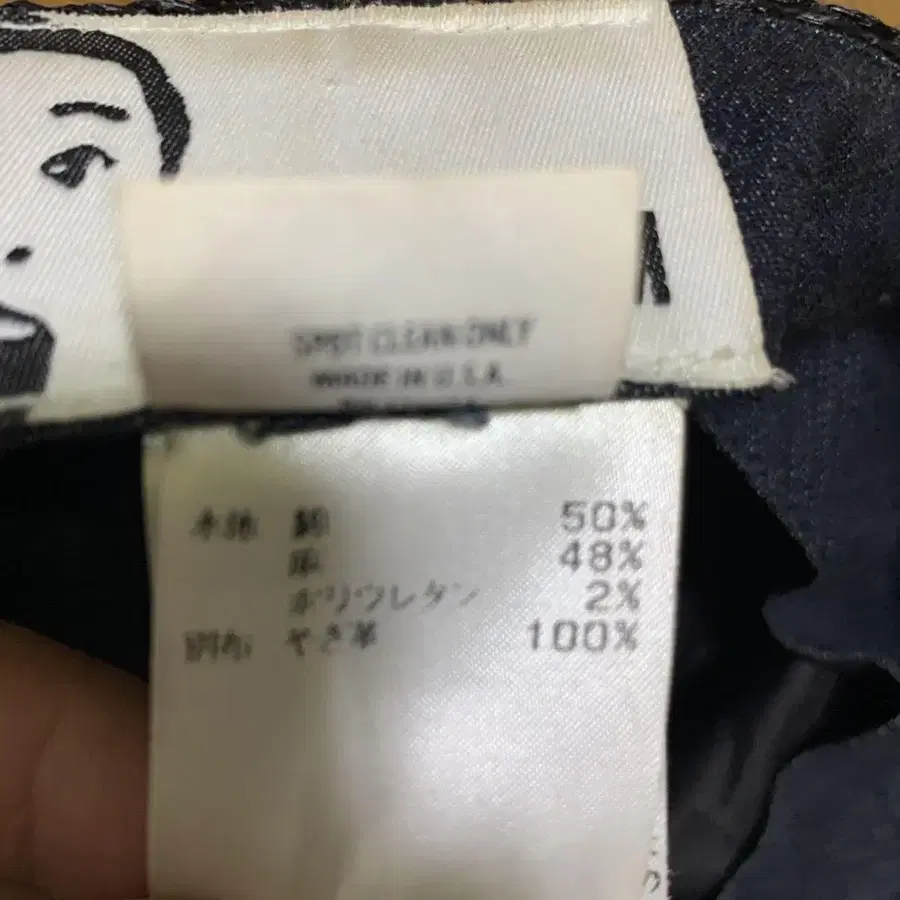 SPOT CLEAN ONLY
MADE IN U.S.A.
本体 綿 50%
麻 48%
ポリウレタン 2%
別布 やぎ革 100%